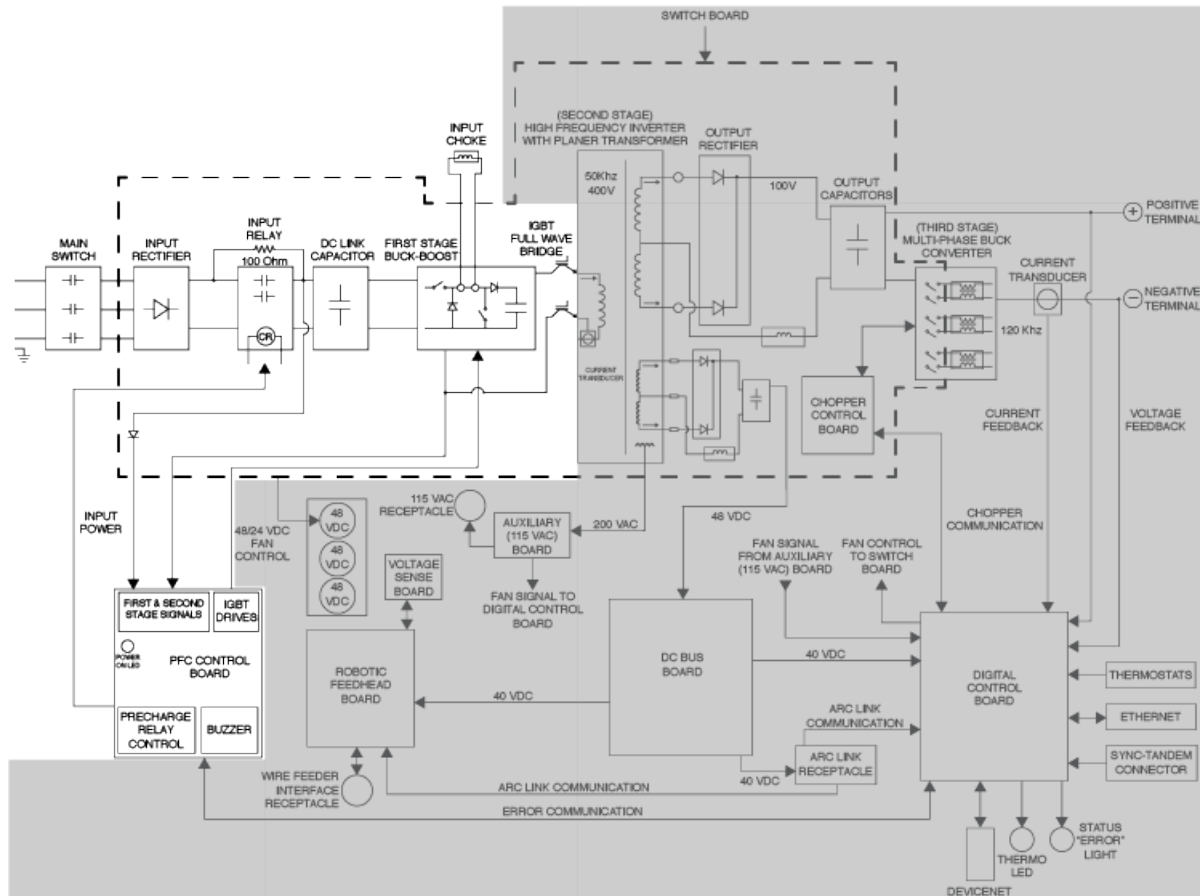 SWITCH BOARD
(SECOND STAGE)
HIGH FREQUENCY INVERTER
WITH PLANER TRANSFORMER
OUTPUT
RECTIFIER
INPUT
CHOKE
50Khz
400V
100V
OUTPUT
CAPACITORS
+ POSITIVE
TERMINAL
(THIRD STAGE)
MULTI-PHASE BUCK
CONVERTER
CURRENT
TRANSDUCER
− NEGATIVE
TERMINAL
120 Khz
MAIN
SWITCH
INPUT
RECTIFIER
INPUT
RELAY
100 Ohm
CR
DC LINK
CAPACITOR
FIRST STAGE
BUCK-BOOST
IGBT
FULL WAVE
BRIDGE
CURRENT
TRANSDUCER
CHOPPER
CONTROL
BOARD
CURRENT
FEEDBACK
VOLTAGE
FEEDBACK
INPUT
POWER
48/24 VDC
FAN
CONTROL
48
VDC
48
VDC
48
VDC
115 VAC
RECEPTACLE
AUXILIARY
(115 VAC)
BOARD
200 VAC
48 VDC
CHOPPER
COMMUNICATION
VOLTAGE
SENSE
BOARD
FAN SIGNAL TO
DIGITAL CONTROL
BOARD
FAN SIGNAL
FROM AUXILIARY
(115 VAC) BOARD
FAN CONTROL
TO SWITCH
BOARD
FIRST & SECOND
STAGE SIGNALS
IGBT
DRIVES
POWER
ON LED
PFC CONTROL
BOARD
PRECHARGE
RELAY
CONTROL
BUZZER
ROBOTIC
FEEDHEAD
BOARD
40 VDC
DC BUS
BOARD
40 VDC
DIGITAL
CONTROL
BOARD
THERMOSTATS
ETHERNET
SYNC-TANDEM
CONNECTOR
ARC LINK
COMMUNICATION
ARC LINK
RECEPTACLE
40 VDC
WIRE FEEDER
INTERFACE
RECEPTACLE
ARC LINK COMMUNICATION
ERROR COMMUNICATION
DEVICENET
THERMO
LED
STATUS
"ERROR"
LIGHT